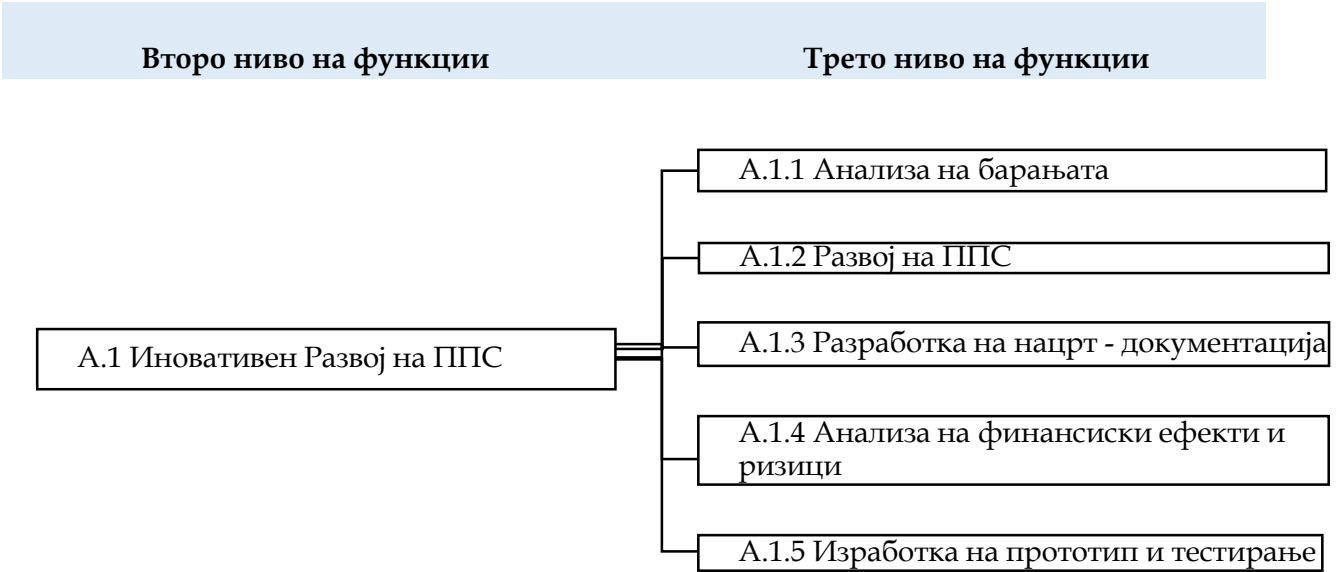 Второ ниво на функции
Трето ниво на функции
А.1.1 Анализа на барањата
А.1.2 Развој на ППС
А.1 Иновативен Развој на ППС
А.1.3 Разработка на нацрт - документација
А.1.4 Анализа на финансиски ефекти и
ризици
А.1.5 Изработка на прототип и тестирање